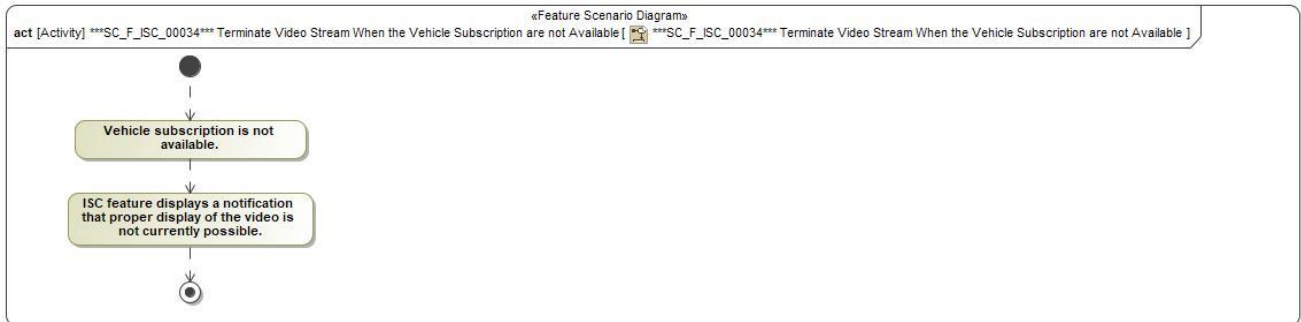 «Feature Scenario Diagram»
act [Activity] ***SC_F_ISC_00034*** Terminate Video Stream When the Vehicle Subscription are not Available [ ***SC_F_ISC_00034*** Terminate Video Stream When the Vehicle Subscription are not Available ]
Vehicle subscription is not
available.
ISC feature displays a notification
that proper display of the video is
not currently possible.